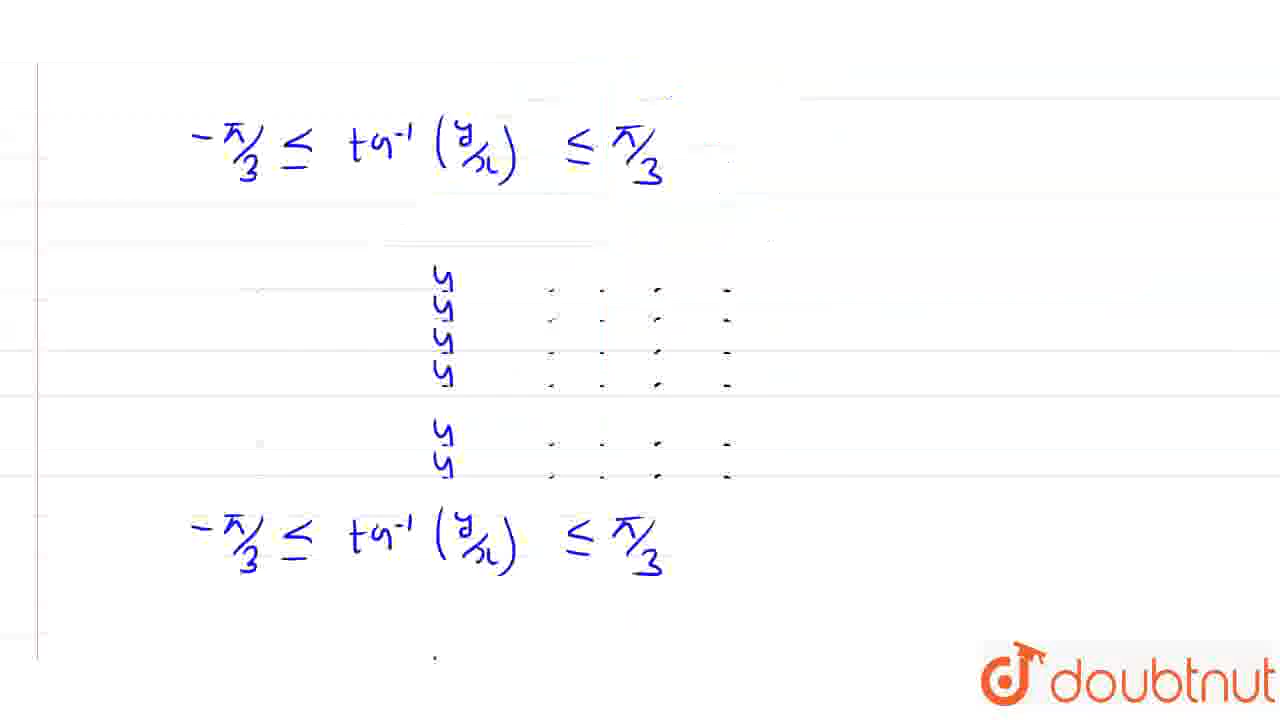 -π/3 ≤ tan⁻¹ (y/x) ≤ π/3
-π/3 ≤ tan⁻¹ (y/x) ≤ π/3
doubtnut